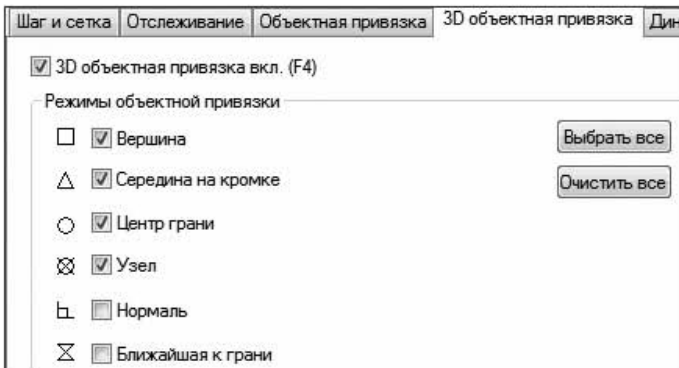 Шаг и сетка Отслеживание Объектная привязка 3D объектная привязка Дин
3D объектная привязка вкл. (F4)
Режимы объектной привязки
Вершина Выбрать все
Середина на кромке Очистить все
Центр грани
Узел
Нормаль
Ближайшая к грани